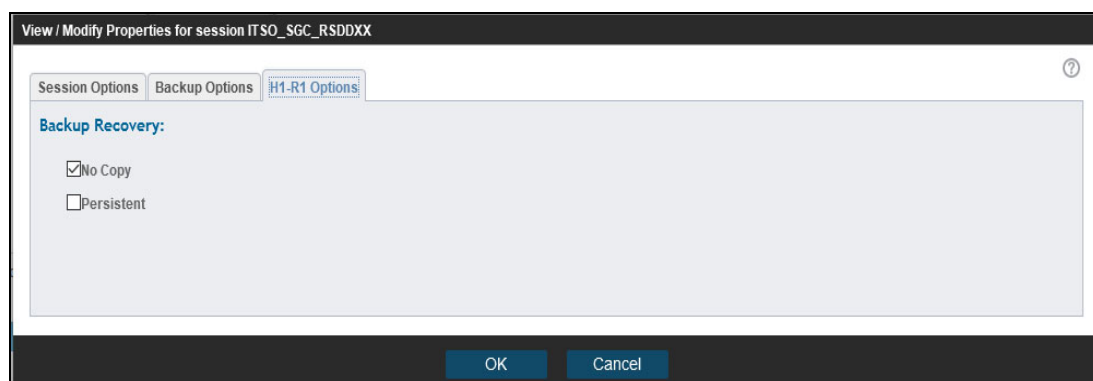 View / Modify Properties for session ITSO_SGC_RSDDXX
?
Session Options Backup Options H1-R1 Options
Backup Recovery:
No Copy
Persistent
OK Cancel